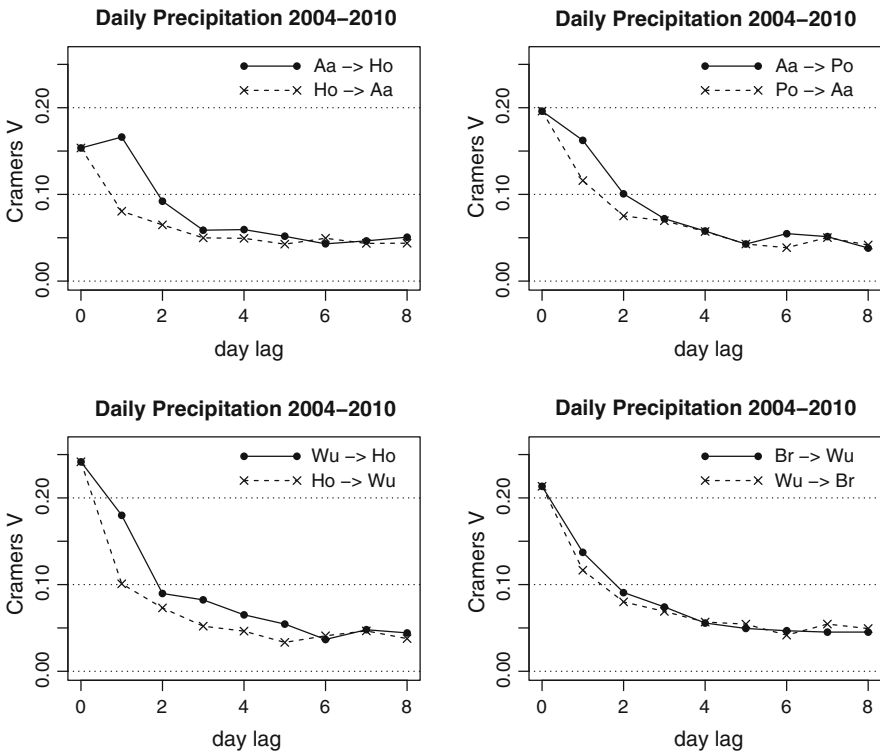 Daily Precipitation 2004–2010
Aa −> Ho
Ho −> Aa
Cramers V
0.00 0.10 0.20
0 2 4 6 8
day lag
Daily Precipitation 2004–2010
Aa −> Po
Po −> Aa
Cramers V
0.00 0.10 0.20
0 2 4 6 8
day lag
Daily Precipitation 2004–2010
Wu −> Ho
Ho −> Wu
Cramers V
0.00 0.10 0.20
0 2 4 6 8
day lag
Daily Precipitation 2004–2010
Br −> Wu
Wu −> Br
Cramers V
0.00 0.10 0.20
0 2 4 6 8
day lag